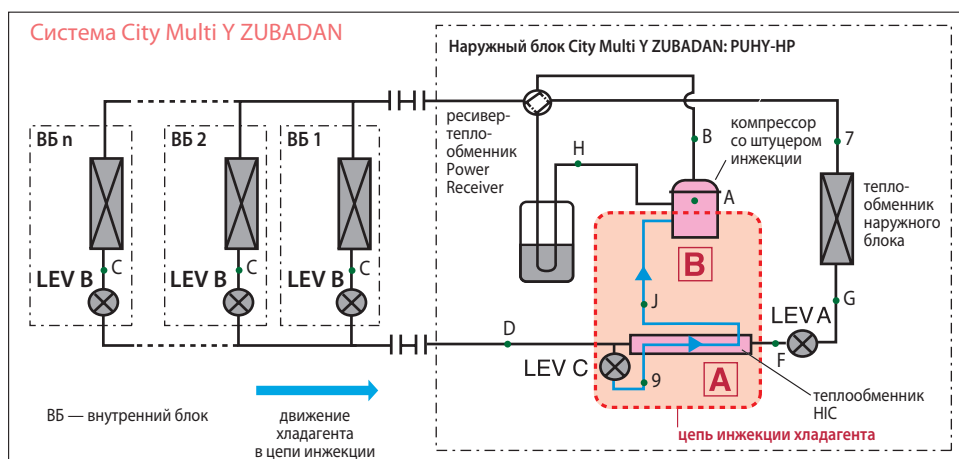 Система City Multi Y ZUBADAN
Наружный блок City Multi Y ZUBADAN: PUHY-HP
ВБ n
ВБ 2
ВБ 1
ресивер-
тепло-
обменник
Power
Receiver
H
B
компрессор
со штуцером
инжекции
A
7
тепло-
обменник
наружного
блока
LEV B
C
LEV B
C
LEV B
C
B
J
G
LEV A
D
LEV C
9
A
F
теплообменник
HIC
цепь инжекции хладагента
ВБ — внутренний блок
движение
хладагента
в цепи инжекции